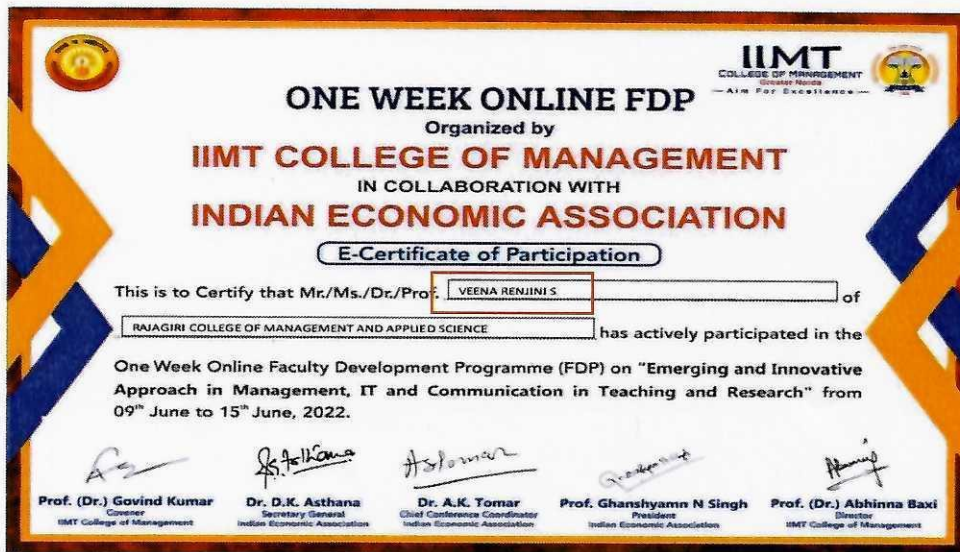 IIMT
COLLEGE OF MANAGEMENT
Greater Noida
—Aim For Excellence—
ONE WEEK ONLINE FDP
Organized by
IIMT COLLEGE OF MANAGEMENT
IN COLLABORATION WITH
INDIAN ECONOMIC ASSOCIATION
E-Certificate of Participation
This is to Certify that Mr./Ms./Dr./Prof. VEENA RENJINI S of
RAJAGIRI COLLEGE OF MANAGEMENT AND APPLIED SCIENCE has actively participated in the
One Week Online Faculty Development Programme (FDP) on "Emerging and Innovative
Approach in Management, IT and Communication in Teaching and Research" from
09th June to 15th June, 2022.
Prof. (Dr.) Govind Kumar Dr. D.K. Asthana Dr. A.K. Tomar Prof. Ghanshyamn N Singh Prof. (Dr.) Abhinna Baxi
Covener Secretary General Chief Conference Coordinator President Director
IIMT College of Management Indian Economic Association Indian Economic Association Indian Economic Association IIMT College of Management